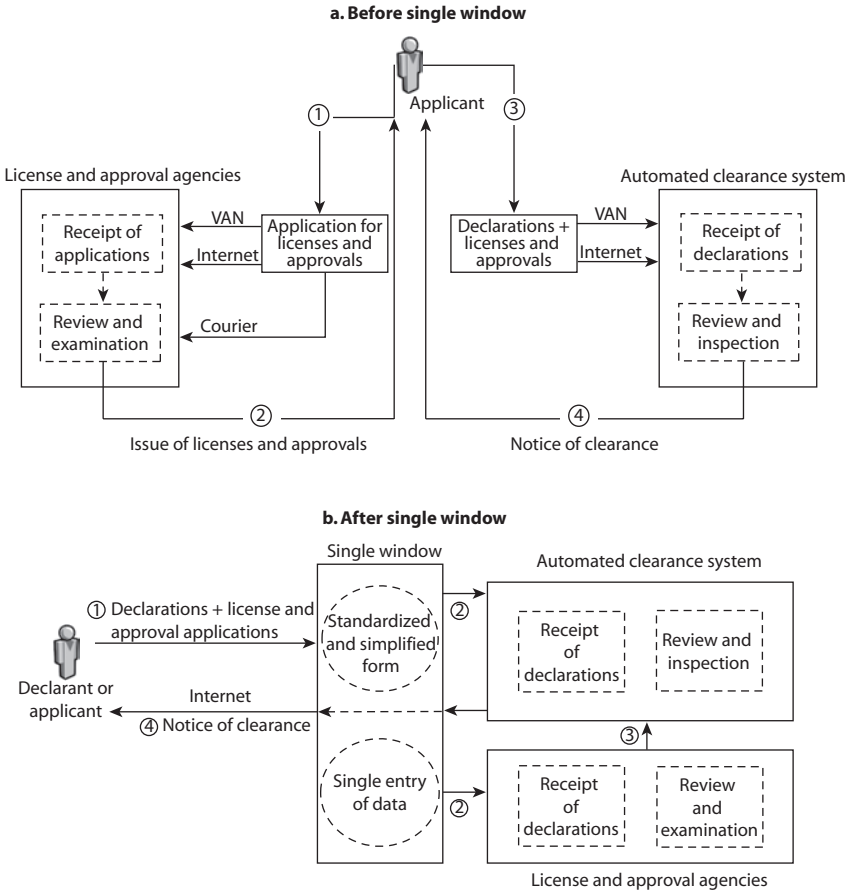 a. Before single window
Applicant
①
③
License and approval agencies
Automated clearance system
Receipt of
applications
Review and
examination
VAN
Internet
Courier
Application for
licenses and
approvals
Declarations +
licenses and
approvals
VAN
Internet
Receipt of
declarations
Review and
inspection
②
Issue of licenses and approvals
④
Notice of clearance
b. After single window
Single window
Automated clearance system
① Declarations + license and
approval applications
Declarant or
applicant
Internet
④ Notice of clearance
Standardized
and simplified
form
Single entry
of data
②
Receipt
of
declarations
Review and
inspection
③
②
Receipt
of
declarations
Review
and
examination
License and approval agencies